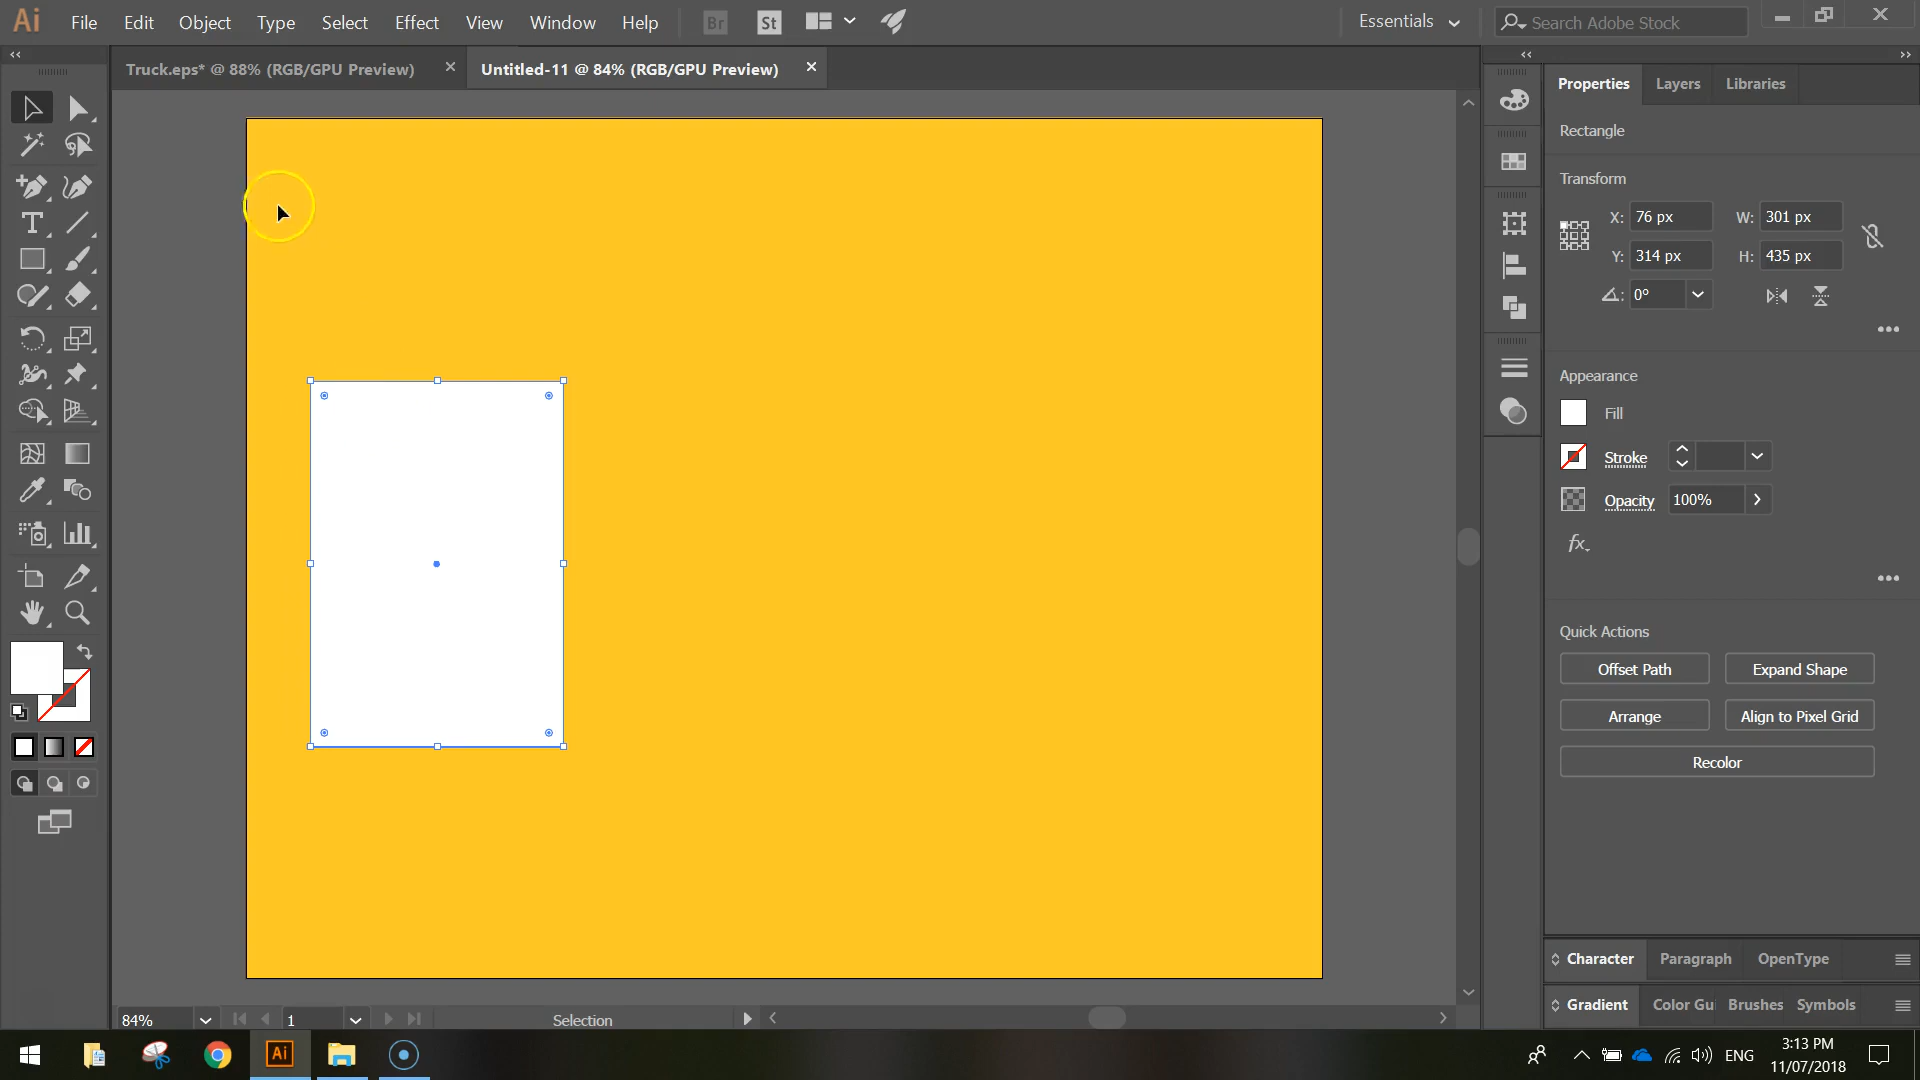 Ai File Edit Object Type Select Effect View Window Help Br St Essentials Search Adobe Stock
Truck.eps* @ 88% (RGB/GPU Preview) Untitled-11 @ 84% (RGB/GPU Preview)
Properties Layers Libraries
Rectangle
Transform
X: 76 px W: 301 px
Y: 314 px H: 435 px
0°
Appearance
Fill
Stroke
Opacity 100%
fx
Quick Actions
Offset Path Expand Shape
Arrange Align to Pixel Grid
Recolor
Character Paragraph OpenType
Gradient Color Gui Brushes Symbols
84% 1 Selection
Ai ENG
3:13 PM
11/07/2018